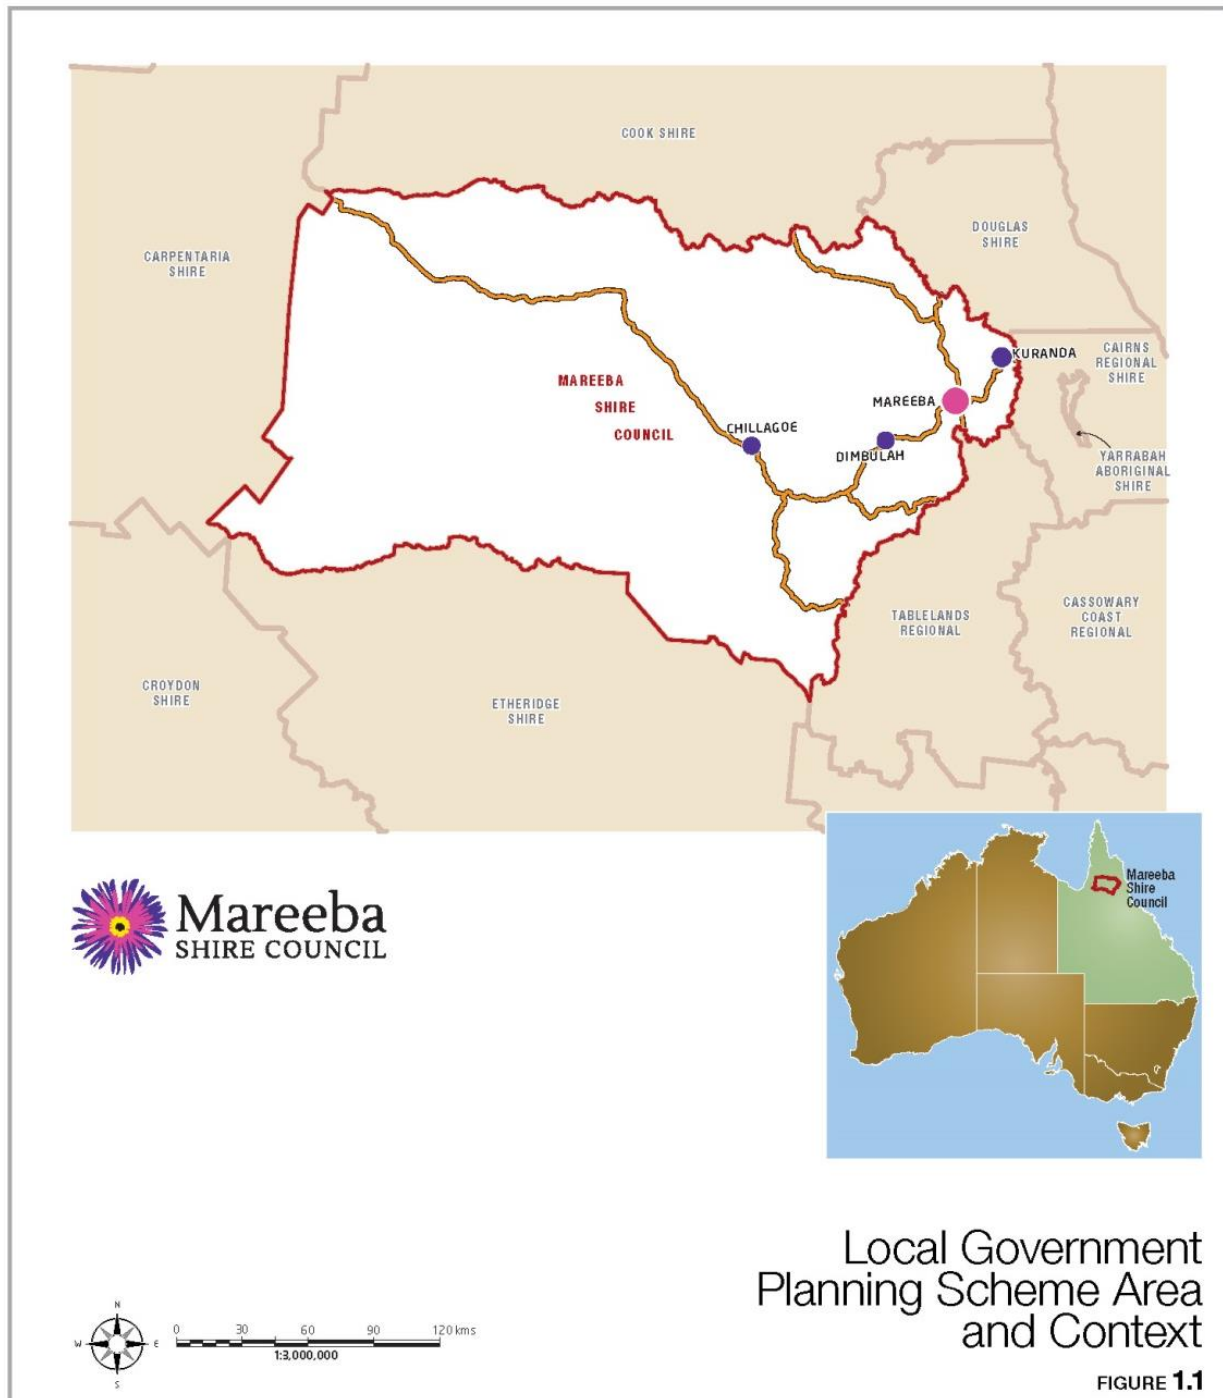 COOK SHIRE
DOUGLAS
SHIRE
CARPENTARIA
SHIRE
CAIRNS
REGIONAL
SHIRE
KURANDA
MAREEBA
SHIRE
COUNCIL
MAREEBA
CHILLAGOE
DIMBULAH
YARRABAH
ABORIGINAL
SHIRE
TABLELANDS
REGIONAL
CASSOWARY
COAST
REGIONAL
CROYDON
SHIRE
ETHERIDGE
SHIRE
Mareeba
Shire
Council
Mareeba
SHIRE COUNCIL
Local Government
Planning Scheme Area
and Context
FIGURE 1.1
N
W E
S
0 30 60 90 120 kms
1:3,000,000